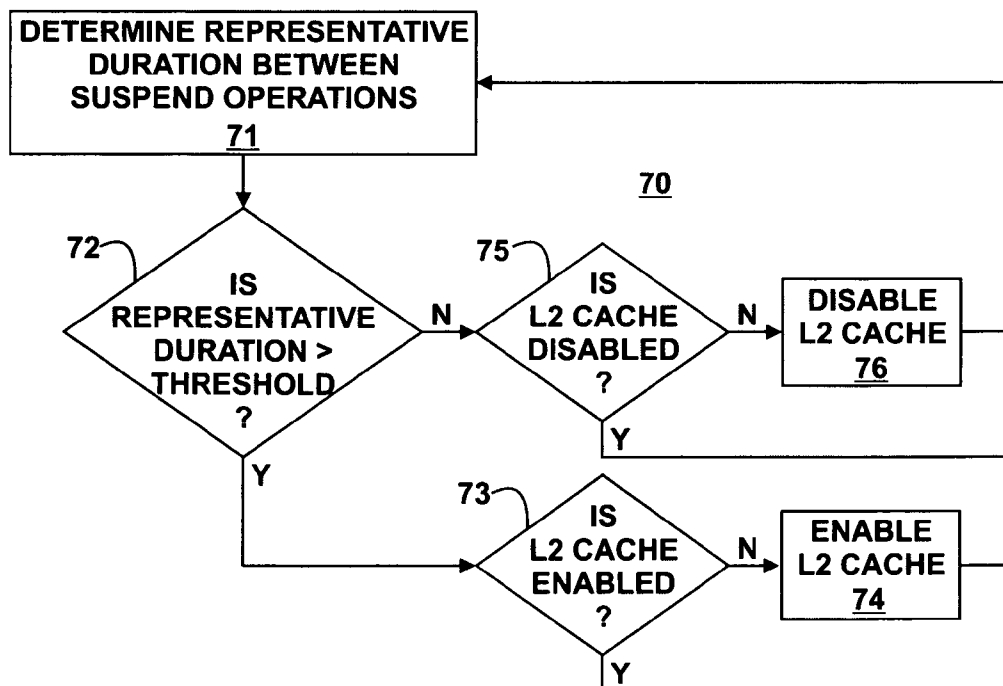 DETERMINE REPRESENTATIVE
DURATION BETWEEN
SUSPEND OPERATIONS
71
70
72
IS
REPRESENTATIVE
DURATION >
THRESHOLD
?
N
Y
75
IS
L2 CACHE
DISABLED
?
N
Y
DISABLE
L2 CACHE
76
73
IS
L2 CACHE
ENABLED
?
N
Y
ENABLE
L2 CACHE
74